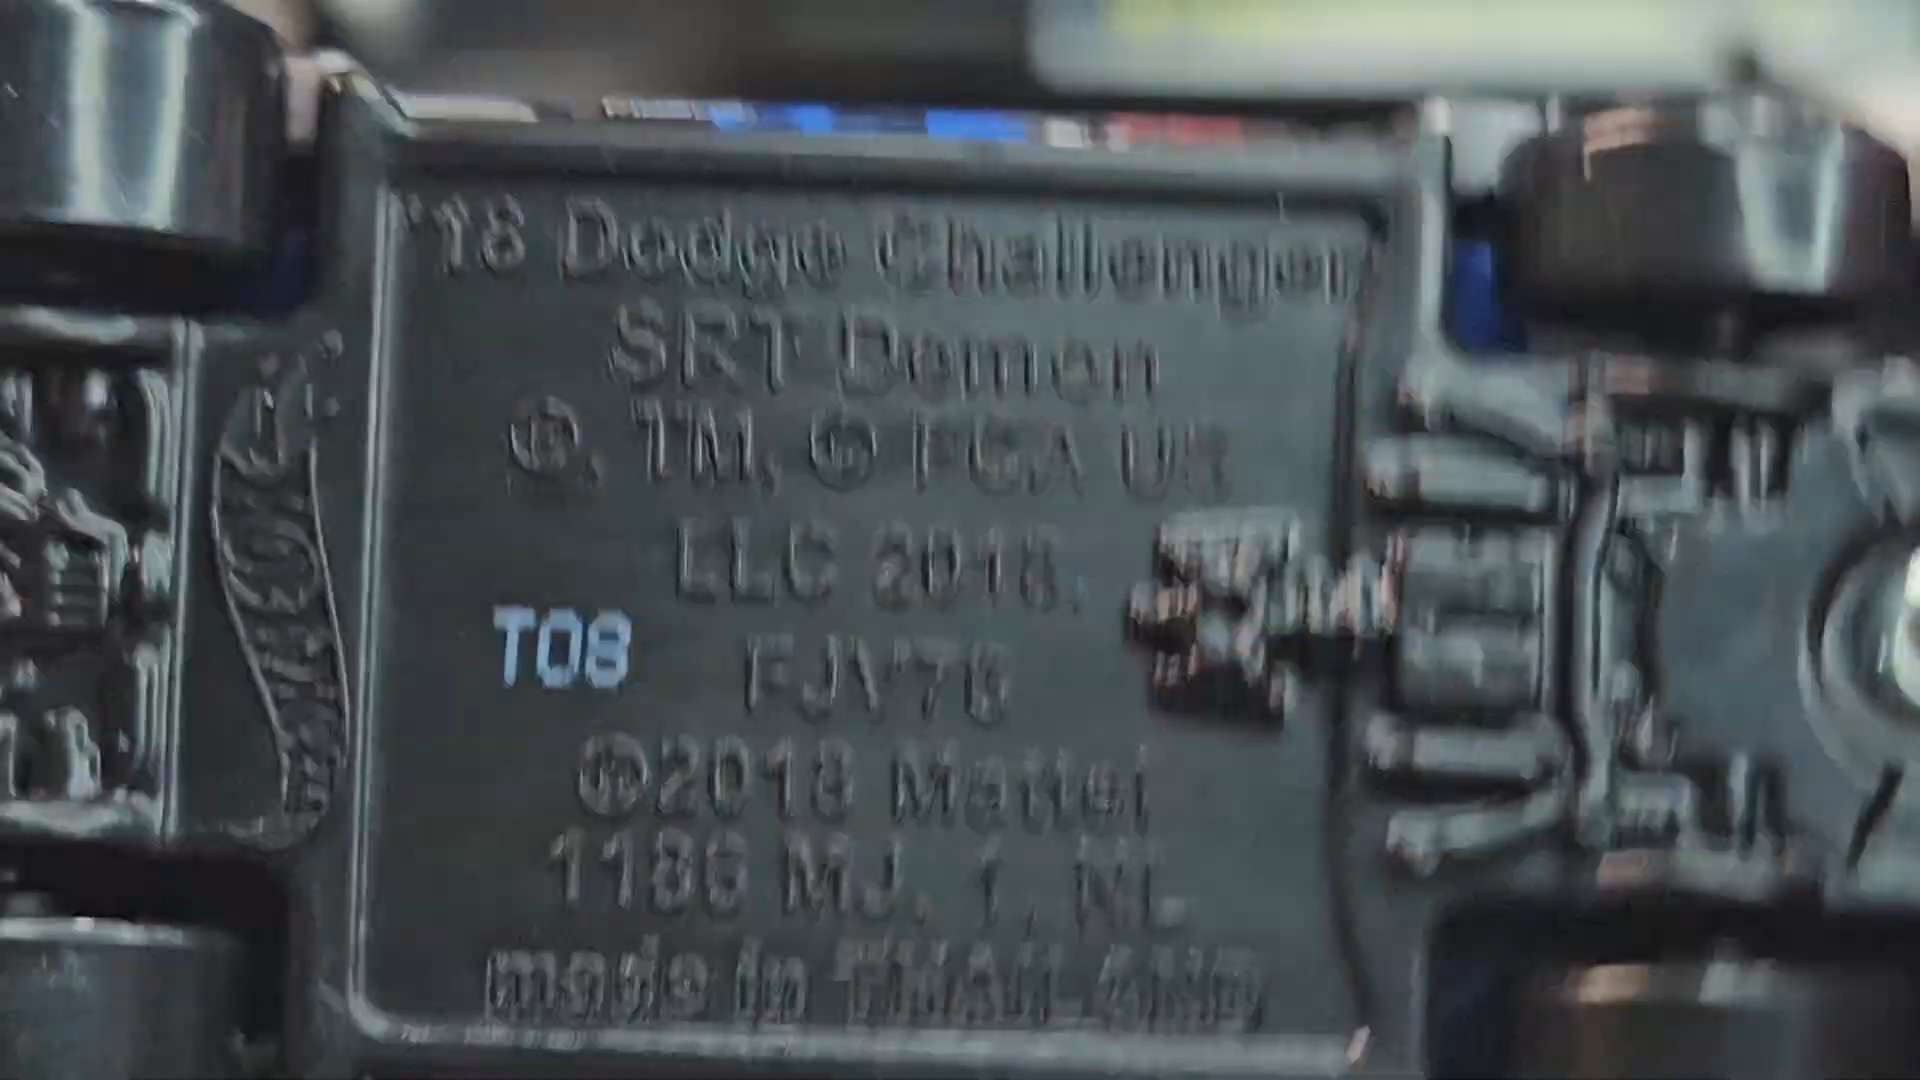 '18 Dodge Challenger
SRT Demon
®, TM, © FCA US
LLC 2018.
T08
FJV76
©2018 Mattel
1186 MJ, 1, NL
made in THAILAND